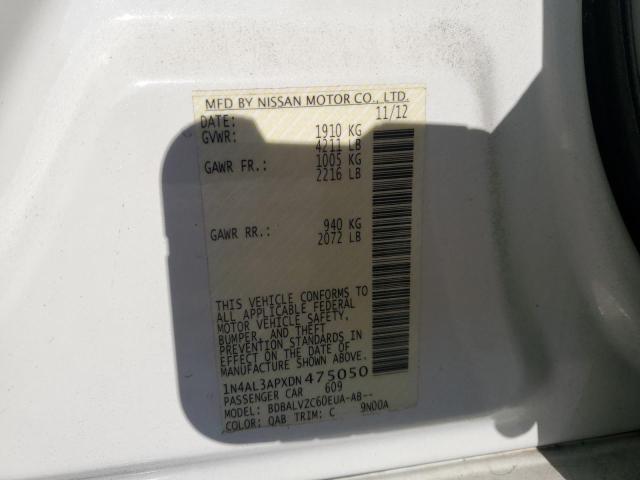 MFD BY NISSAN MOTOR CO., LTD.
DATE: 11/12
GVWR: 1910 KG
4211 LB
GAWR FR.: 1005 KG
2216 LB
GAWR RR.: 940 KG
2072 LB
THIS VEHICLE CONFORMS TO
ALL APPLICABLE FEDERAL
MOTOR VEHICLE SAFETY,
BUMPER, AND THEFT
PREVENTION STANDARDS IN
EFFECT ON THE DATE OF
MANUFACTURE SHOWN ABOVE.
1N4AL3APXDN475050
PASSENGER CAR 609
MODEL: BDBALVZC60EUA-AB--
COLOR: QAB TRIM: C 9N00A